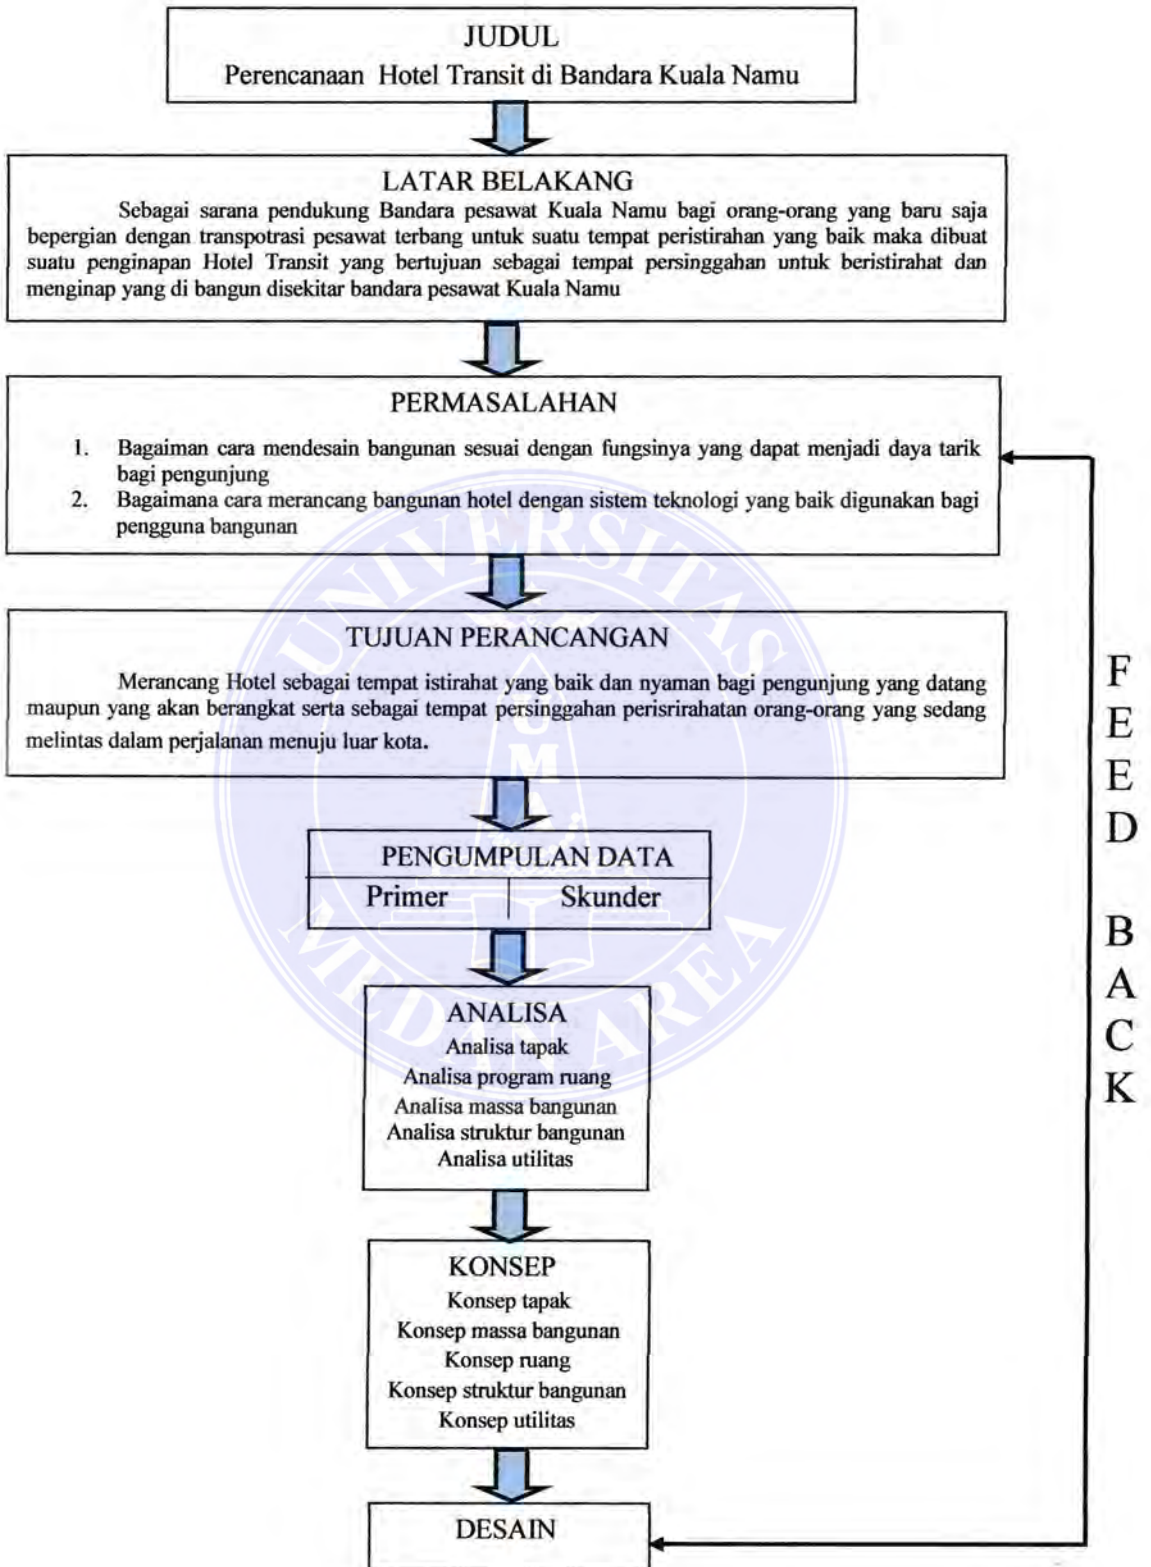 JUDUL
Perencanaan Hotel Transit di Bandara Kuala Namu
LATAR BELAKANG
Sebagai sarana pendukung Bandara pesawat Kuala Namu bagi orang-orang yang baru saja
bepergian dengan transpotrasi pesawat terbang untuk suatu tempat peristirahan yang baik maka dibuat
suatu penginapan Hotel Transit yang bertujuan sebagai tempat persinggahan untuk beristirahat dan
menginap yang di bangun disekitar bandara pesawat Kuala Namu
PERMASALAHAN
1. Bagaiman cara mendesain bangunan sesuai dengan fungsinya yang dapat menjadi daya tarik
bagi pengunjung
2. Bagaimana cara merancang bangunan hotel dengan sistem teknologi yang baik digunakan bagi
pengguna bangunan
TUJUAN PERANCANGAN
Merancang Hotel sebagai tempat istirahat yang baik dan nyaman bagi pengunjung yang datang
maupun yang akan berangkat serta sebagai tempat persinggahan perisrirahatan orang-orang yang sedang
melintas dalam perjalanan menuju luar kota.
PENGUMPULAN DATA
Primer Skunder
ANALISA
Analisa tapak
Analisa program ruang
Analisa massa bangunan
Analisa struktur bangunan
Analisa utilitas
KONSEP
Konsep tapak
Konsep massa bangunan
Konsep ruang
Konsep struktur bangunan
Konsep utilitas
DESAIN
FEED BACK
UNIVERSITAS
UMA
MEDAN AREA